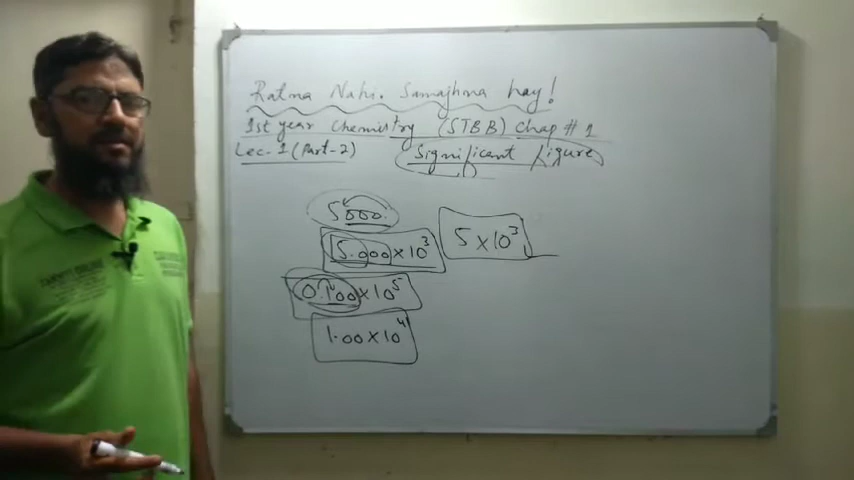 Ratna Nahi. Samajhna hay!
1st year Chemistry (STBB) Chap # 1
Lec-1 (Part-2) Significant figure
5000.
5.000×10³ 5×10³
0.100×10⁵
1.00×10⁴